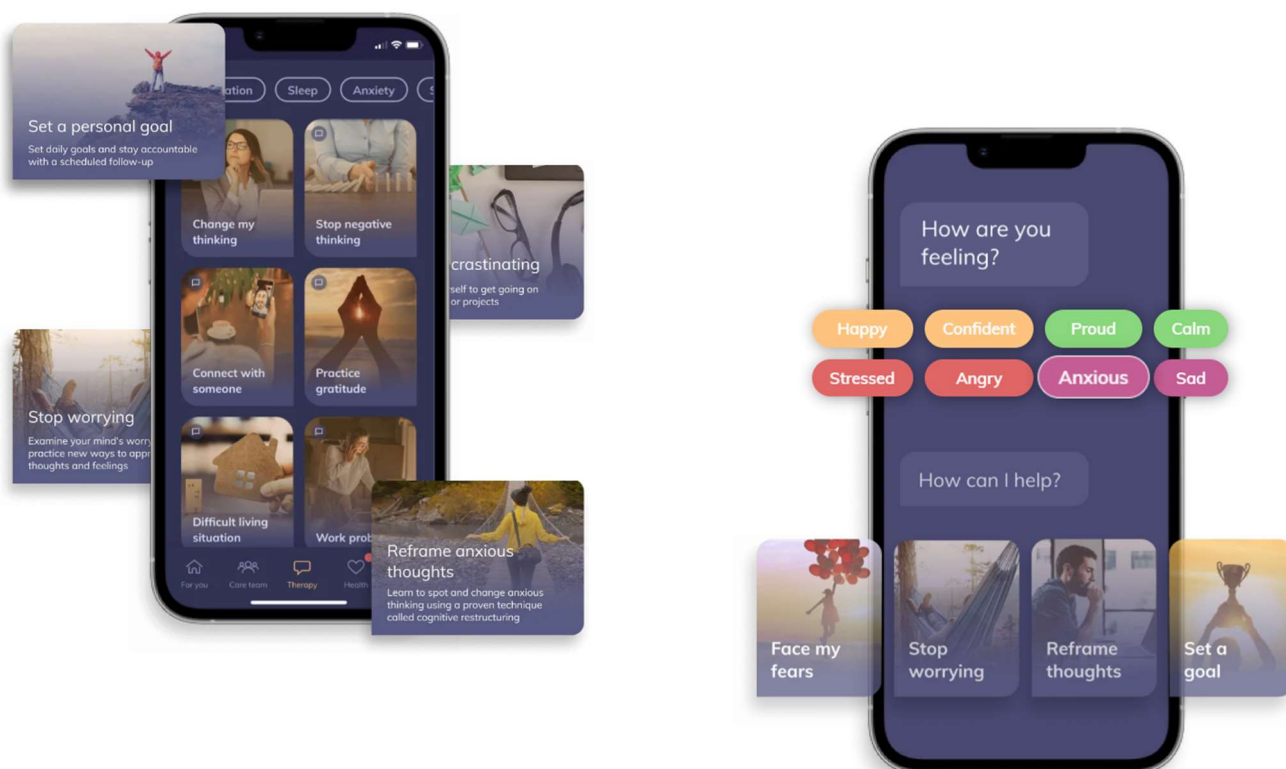 Set a personal goal
Set daily goals and stay accountable
with a scheduled follow-up
ation
Sleep
Anxiety
Change my
thinking
Stop negative
thinking
crastinating
self to get going on
or projects
Connect with
someone
Practice
gratitude
Stop worrying
Examine your mind's worry
practice new ways to appr
thoughts and feelings
Difficult living
situation
Work prob
Reframe anxious
thoughts
Learn to spot and change anxious
thinking using a proven technique
called cognitive restructuring
For you
Care team
Therapy
Health
How are you
feeling?
Happy
Confident
Proud
Calm
Stressed
Angry
Anxious
Sad
How can I help?
Face my
fears
Stop
worrying
Reframe
thoughts
Set a
goal